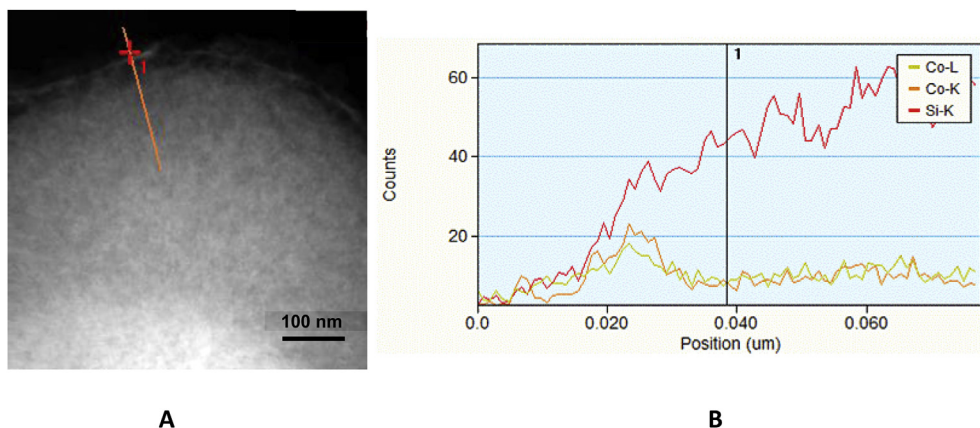 1
100 nm
A
1
Co-L
Co-K
Si-K
60
40
20
Counts
0.0
0.020
0.040
0.060
Position (um)
B